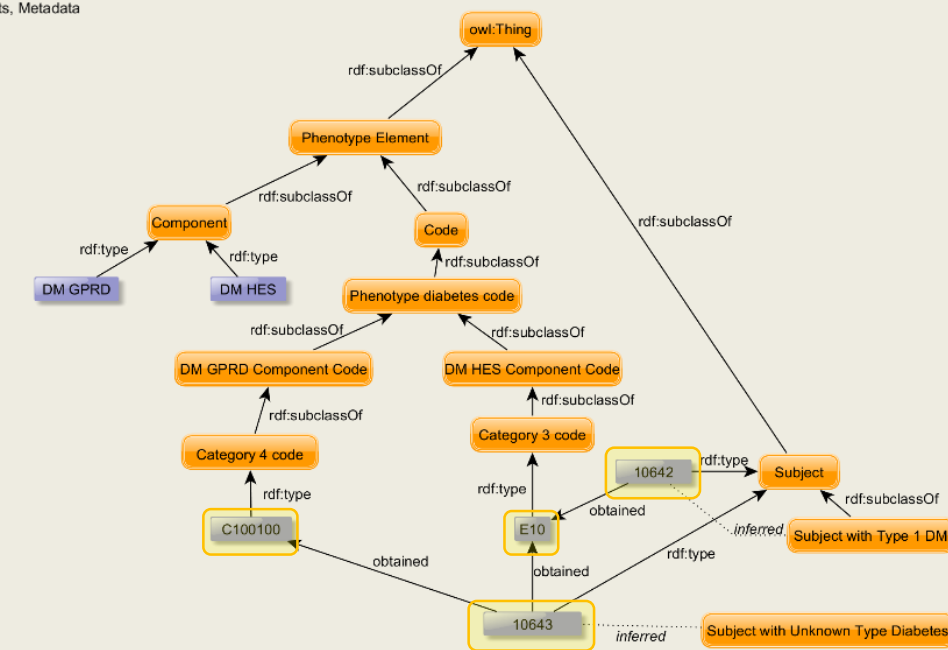 ts, Metadata
owl:Thing
rdf:subclassOf
Phenotype Element
rdf:subclassOf
rdf:subclassOf
Component
Code
rdf:subclassOf
rdf:type
rdf:type
rdf:subclassOf
DM GPRD
DM HES
Phenotype diabetes code
rdf:subclassOf
rdf:subclassOf
DM GPRD Component Code
DM HES Component Code
rdf:subclassOf
rdf:subclassOf
Category 4 code
Category 3 code
rdf:type
10642
rdf:type
Subject
rdf:type
rdf:type
obtained
rdf:subclassOf
C100100
E10
inferred
Subject with Type 1 DM
obtained
obtained
10643
inferred
Subject with Unknown Type Diabetes